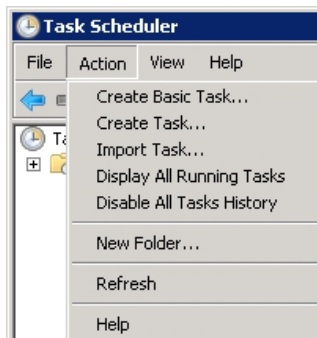 Task Scheduler
File Action View Help
Create Basic Task...
Create Task...
Import Task...
Display All Running Tasks
Disable All Tasks History
New Folder...
Refresh
Help